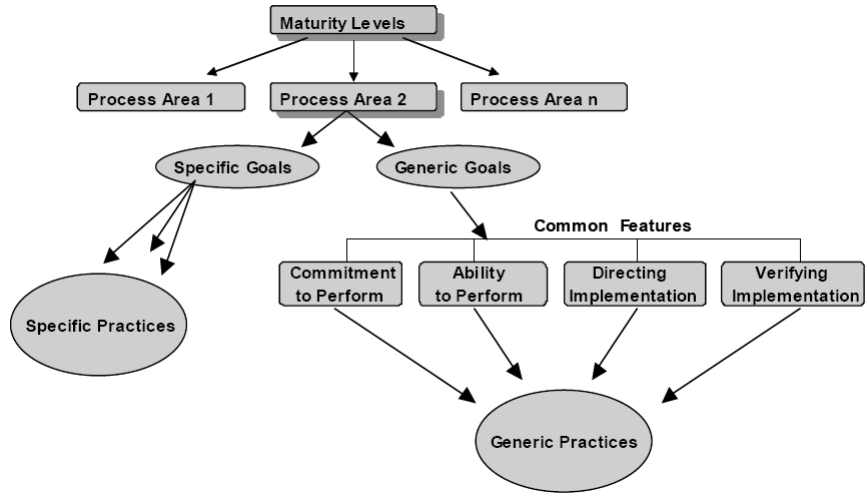 Maturity Levels
Process Area 1
Process Area 2
Process Area n
Specific Goals
Generic Goals
Common Features
Commitment
to Perform
Ability
to Perform
Directing
Implementation
Verifying
Implementation
Specific Practices
Generic Practices